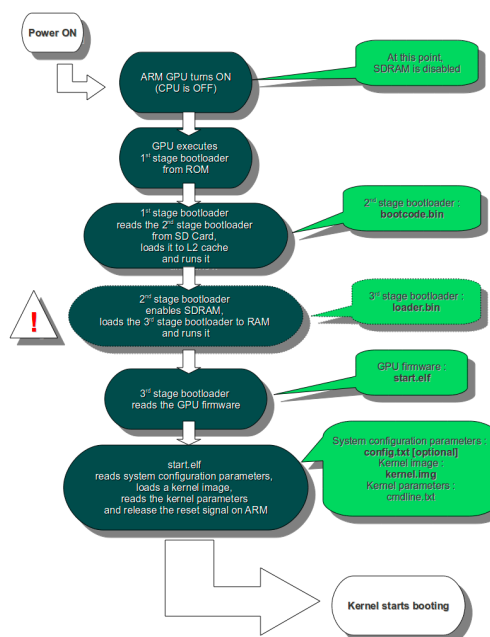 Power ON
ARM GPU turns ON
(CPU is OFF)
At this point,
SDRAM is disabled
GPU executes
1st stage bootloader
from ROM
1st stage bootloader
reads the 2nd stage bootloader
from SD Card,
loads it to L2 cache
and runs it
2nd stage bootloader :
bootcode.bin
!
2nd stage bootloader
enables SDRAM,
loads the 3rd stage bootloader to RAM
and runs it
3rd stage bootloader :
loader.bin
3rd stage bootloader
reads the GPU firmware
GPU firmware :
start.elf
start.elf
reads system configuration parameters,
loads a kernel image,
reads the kernel parameters
and release the reset signal on ARM
System configuration parameters :
config.txt [optional]
Kernel image :
kernel.img
Kernel parameters :
cmdline.txt
Kernel starts booting